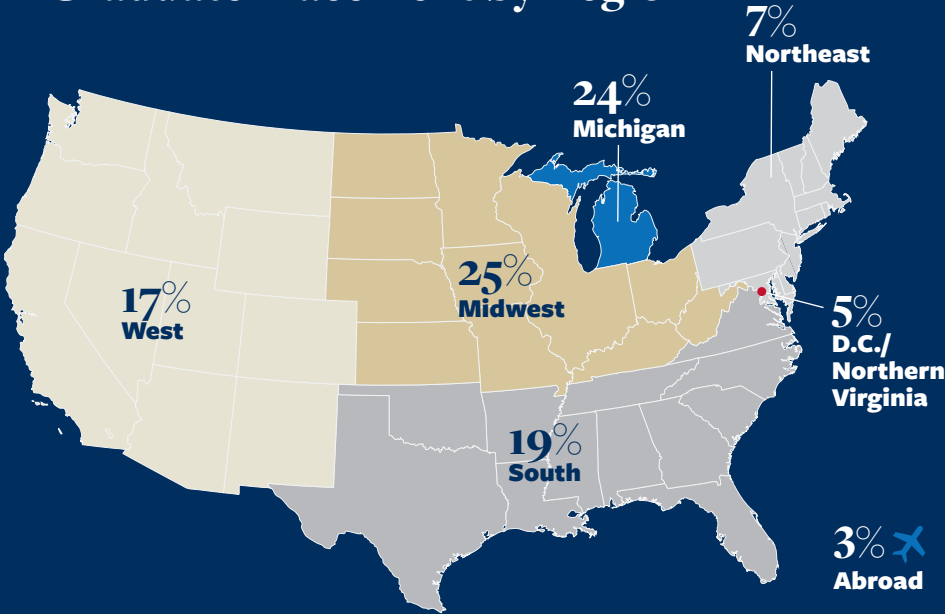 7%
Northeast
24%
Michigan
25%
Midwest
17%
West
5%
D.C./
Northern
Virginia
19%
South
3%
Abroad